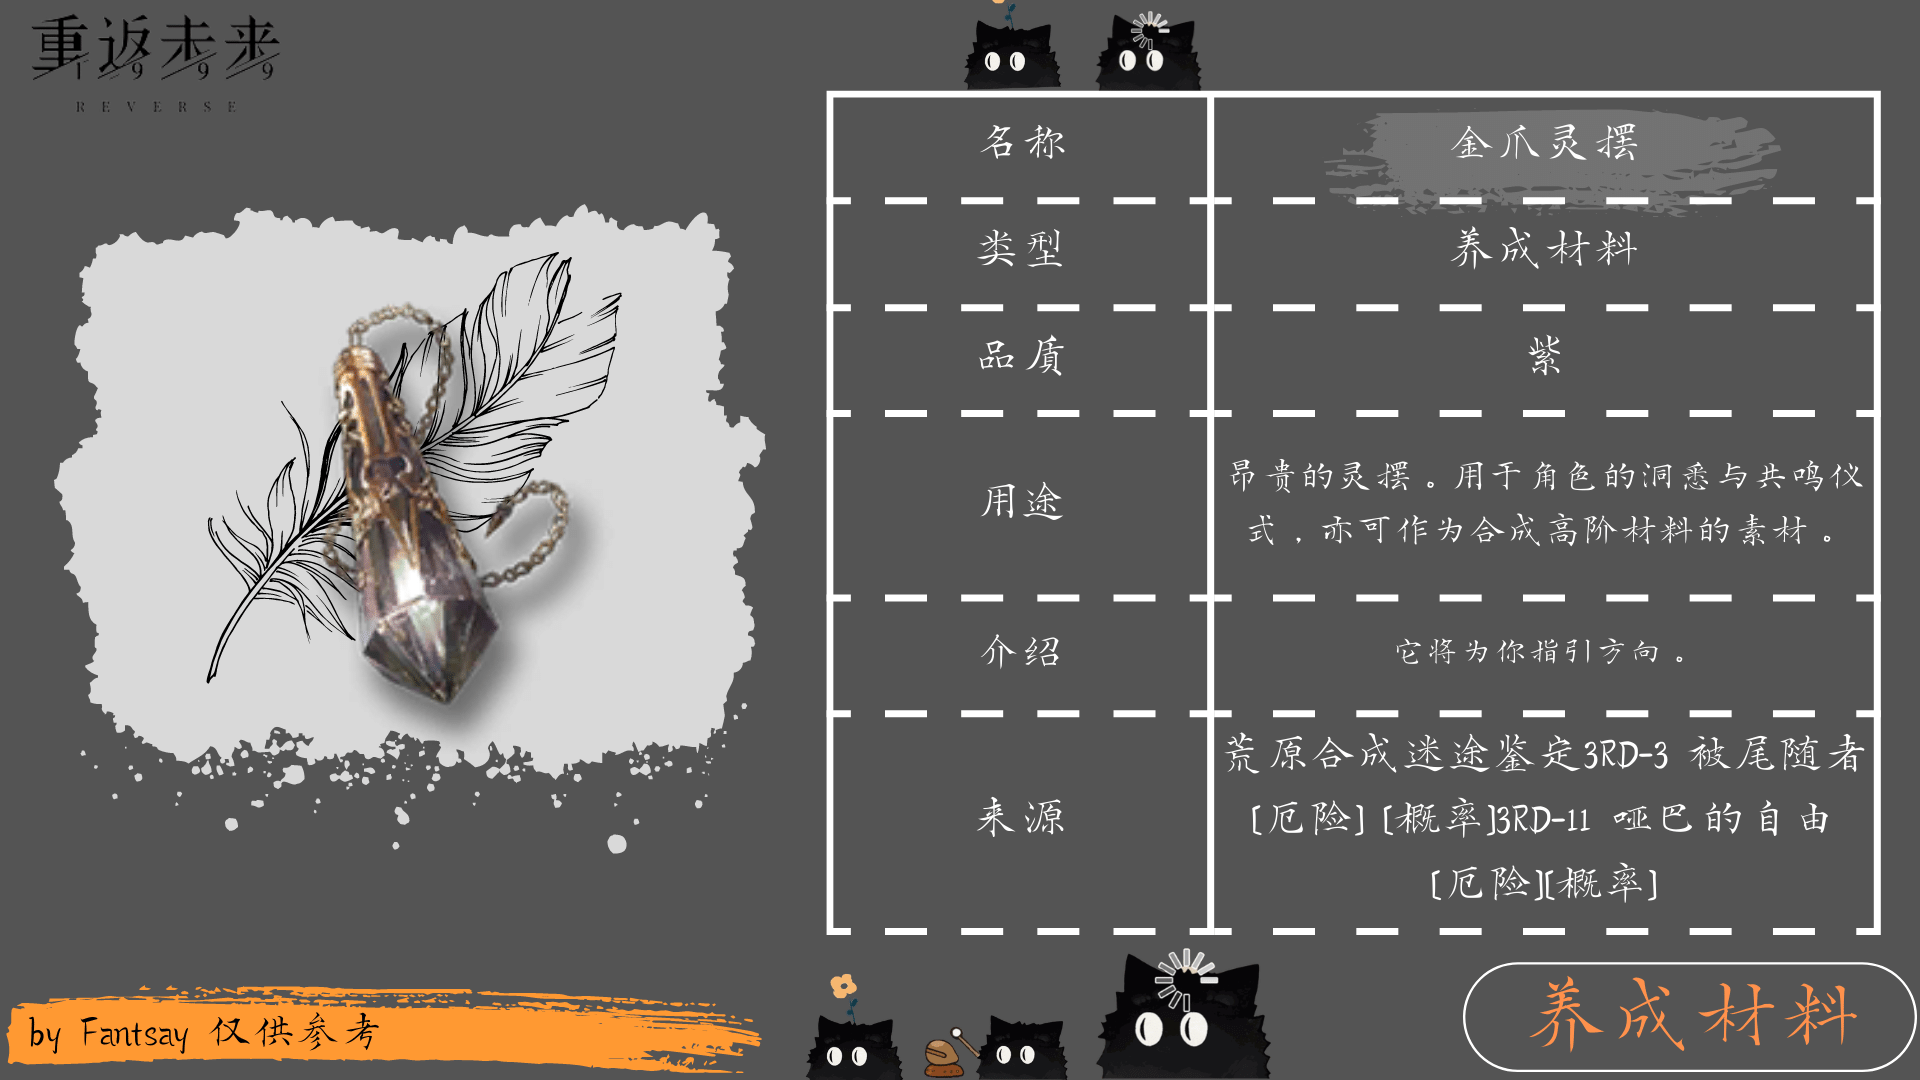 重返未来
1999
REVERSE
名称
金爪灵摆
类型
养成材料
品质
紫
用途
昂贵的灵摆。用于角色的洞悉与共鸣仪
式，亦可作为合成高阶材料的素材。
介绍
它将为你指引方向。
来源
荒原合成迷途鉴定3RD-3 被尾随者
[厄险] [概率]3RD-11 哑巴的自由
[厄险][概率]
by Fantsay 仅供参考
养成材料